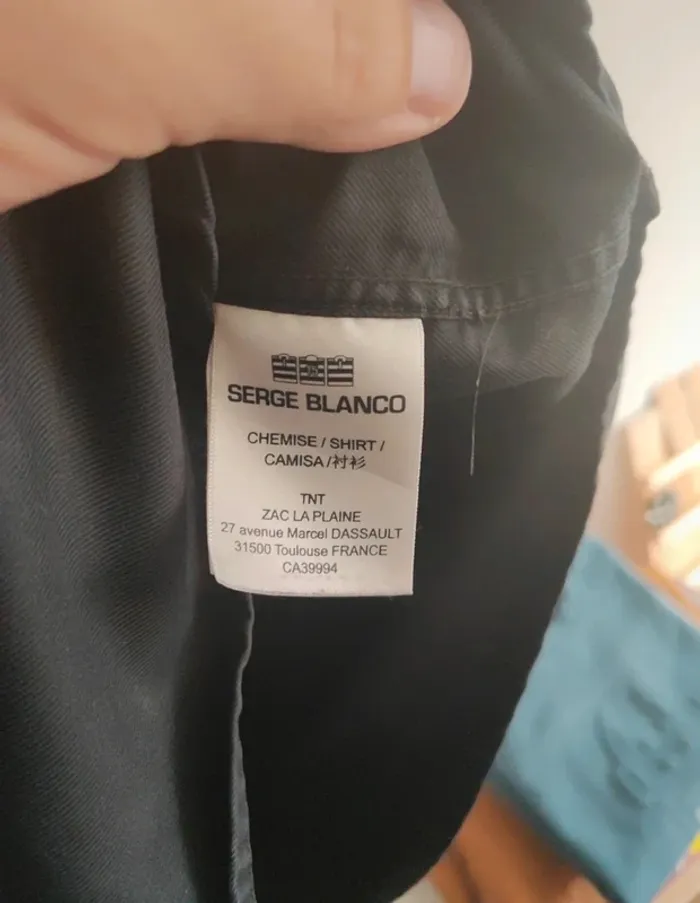 SERGE BLANCO
CHEMISE / SHIRT /
CAMISA /衬衫
TNT
ZAC LA PLAINE
27 avenue Marcel DASSAULT
31500 Toulouse FRANCE
CA39994